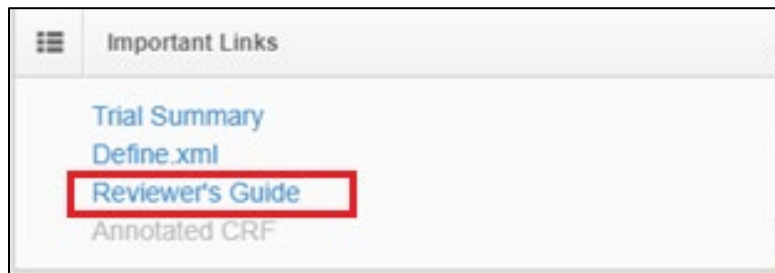 Important Links
Trial Summary
Define.xml
Reviewer's Guide
Annotated CRF